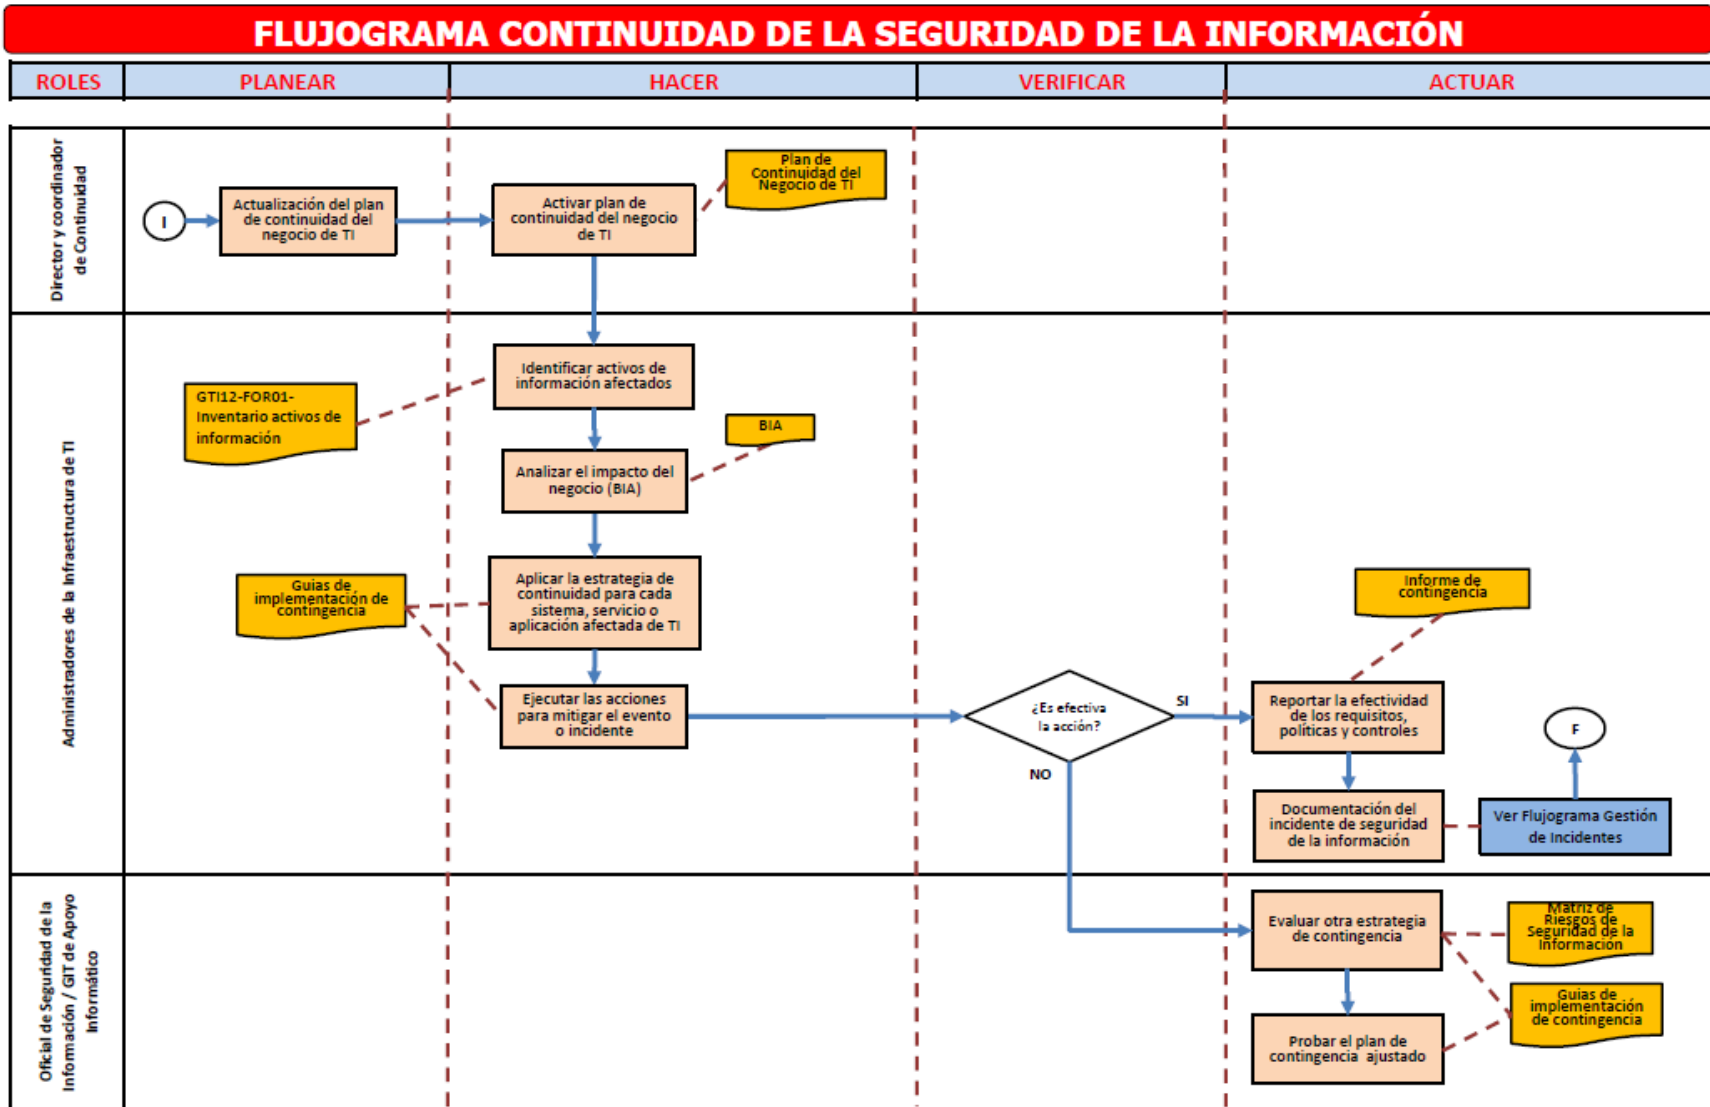 FLUJOGRAMA CONTINUIDAD DE LA SEGURIDAD DE LA INFORMACIÓN
ROLES
PLANEAR
HACER
VERIFICAR
ACTUAR
Director y coordinador
de Continuidad
I
Actualización del plan
de continuidad del
negocio de TI
Activar plan de
continuidad del negocio
de TI
Plan de
Continuidad del
Negocio de TI
Administradores de la Infraestructura de TI
GTI12-FOR01-
Inventario activos de
información
Identificar activos de
información afectados
BIA
Analizar el impacto del
negocio (BIA)
Guias de
implementación de
contingencia
Aplicar la estrategia de
continuidad para cada
sistema, servicio o
aplicación afectada de TI
Ejecutar las acciones
para mitigar el evento
o incidente
¿Es efectiva
la acción?
SI
NO
Informe de
contingencia
Reportar la efectividad
de los requisitos,
políticas y controles
F
Documentación del
incidente de seguridad
de la información
Ver Flujograma Gestión
de Incidentes
Oficial de Seguridad de la
Información / GIT de Apoyo
Informático
Evaluar otra estrategia
de contingencia
Matriz de
Riesgos de
Seguridad de la
Información
Guias de
implementación
de contingencia
Probar el plan de
contingencia ajustado